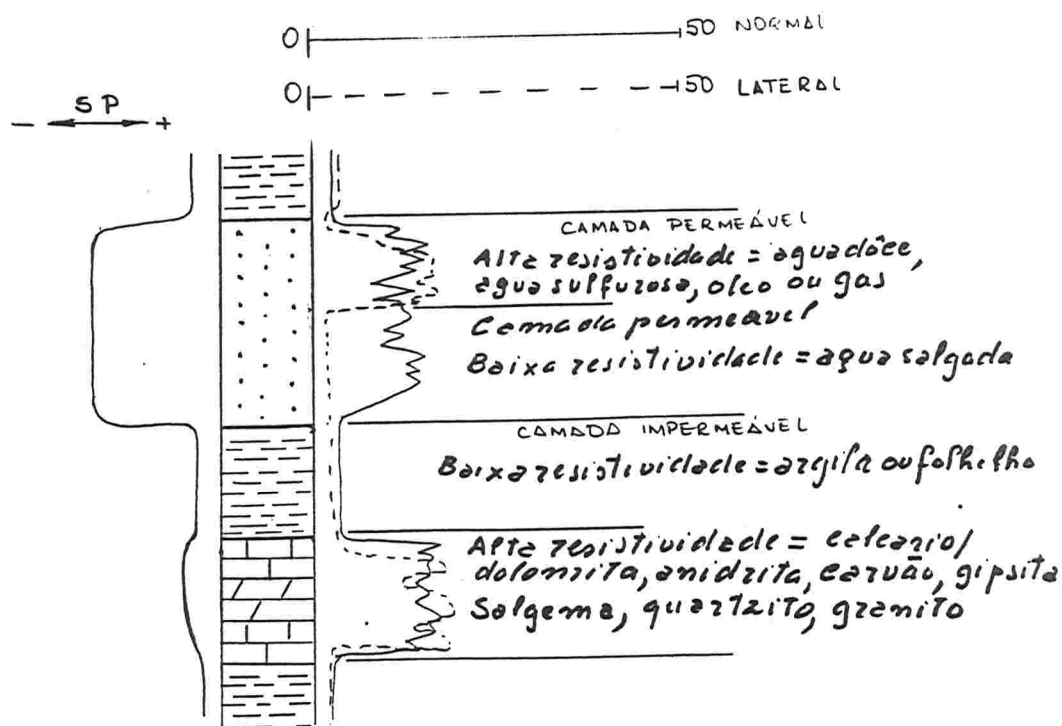 0 50 NORMAL
0 50 LATERAL
SP
- +
CAMADA PERMEÁVEL
Alta resistividade = agua dôce,
agua sulfurosa, oleo ou gas
Camada permeavel
Baixa resistividade = agua salgada
CAMADA IMPERMEÁVEL
Baixa resistividade = argila ou folhelho
Alta resistividade = calcario/
dolomita, anidrita, carvão, gipsita
Salgema, quartzito, granito